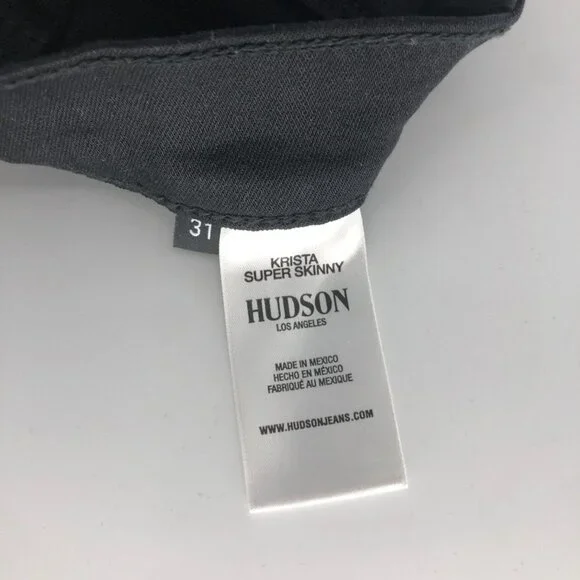 31
KRISTA
SUPER SKINNY
HUDSON
LOS ANGELES
MADE IN MEXICO
HECHO EN MÉXICO
FABRIQUÉ AU MEXIQUE
WWW.HUDSONJEANS.COM